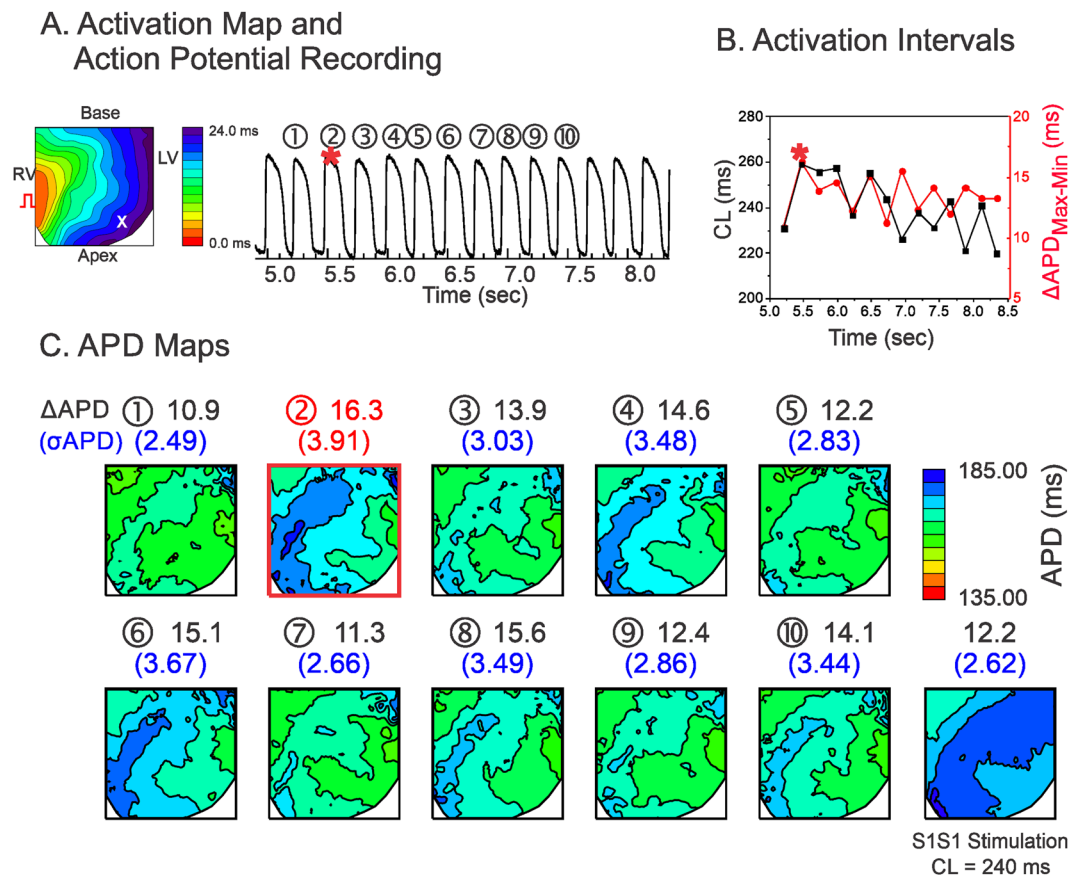 A. Activation Map and
Action Potential Recording
Base
24.0 ms
LV
RV
X
0.0 ms
Apex
① ② ③ ④ ⑤ ⑥ ⑦ ⑧ ⑨ ⑩
*
5.0 5.5 6.0 6.5 7.0 7.5 8.0
Time (sec)
B. Activation Intervals
280 260 240 220 200
CL (ms)
*
20 15 10 5
ΔAPD Max-Min (ms)
5.0 5.5 6.0 6.5 7.0 7.5 8.0 8.5
Time (sec)
C. APD Maps
ΔAPD ① 10.9 ② 16.3 ③ 13.9 ④ 14.6 ⑤ 12.2
(σAPD) (2.49) (3.91) (3.03) (3.48) (2.83)
185.00
APD (ms)
135.00
⑥ 15.1 ⑦ 11.3 ⑧ 15.6 ⑨ 12.4 ⑩ 14.1 12.2
(3.67) (2.66) (3.49) (2.86) (3.44) (2.62)
S1S1 Stimulation
CL = 240 ms